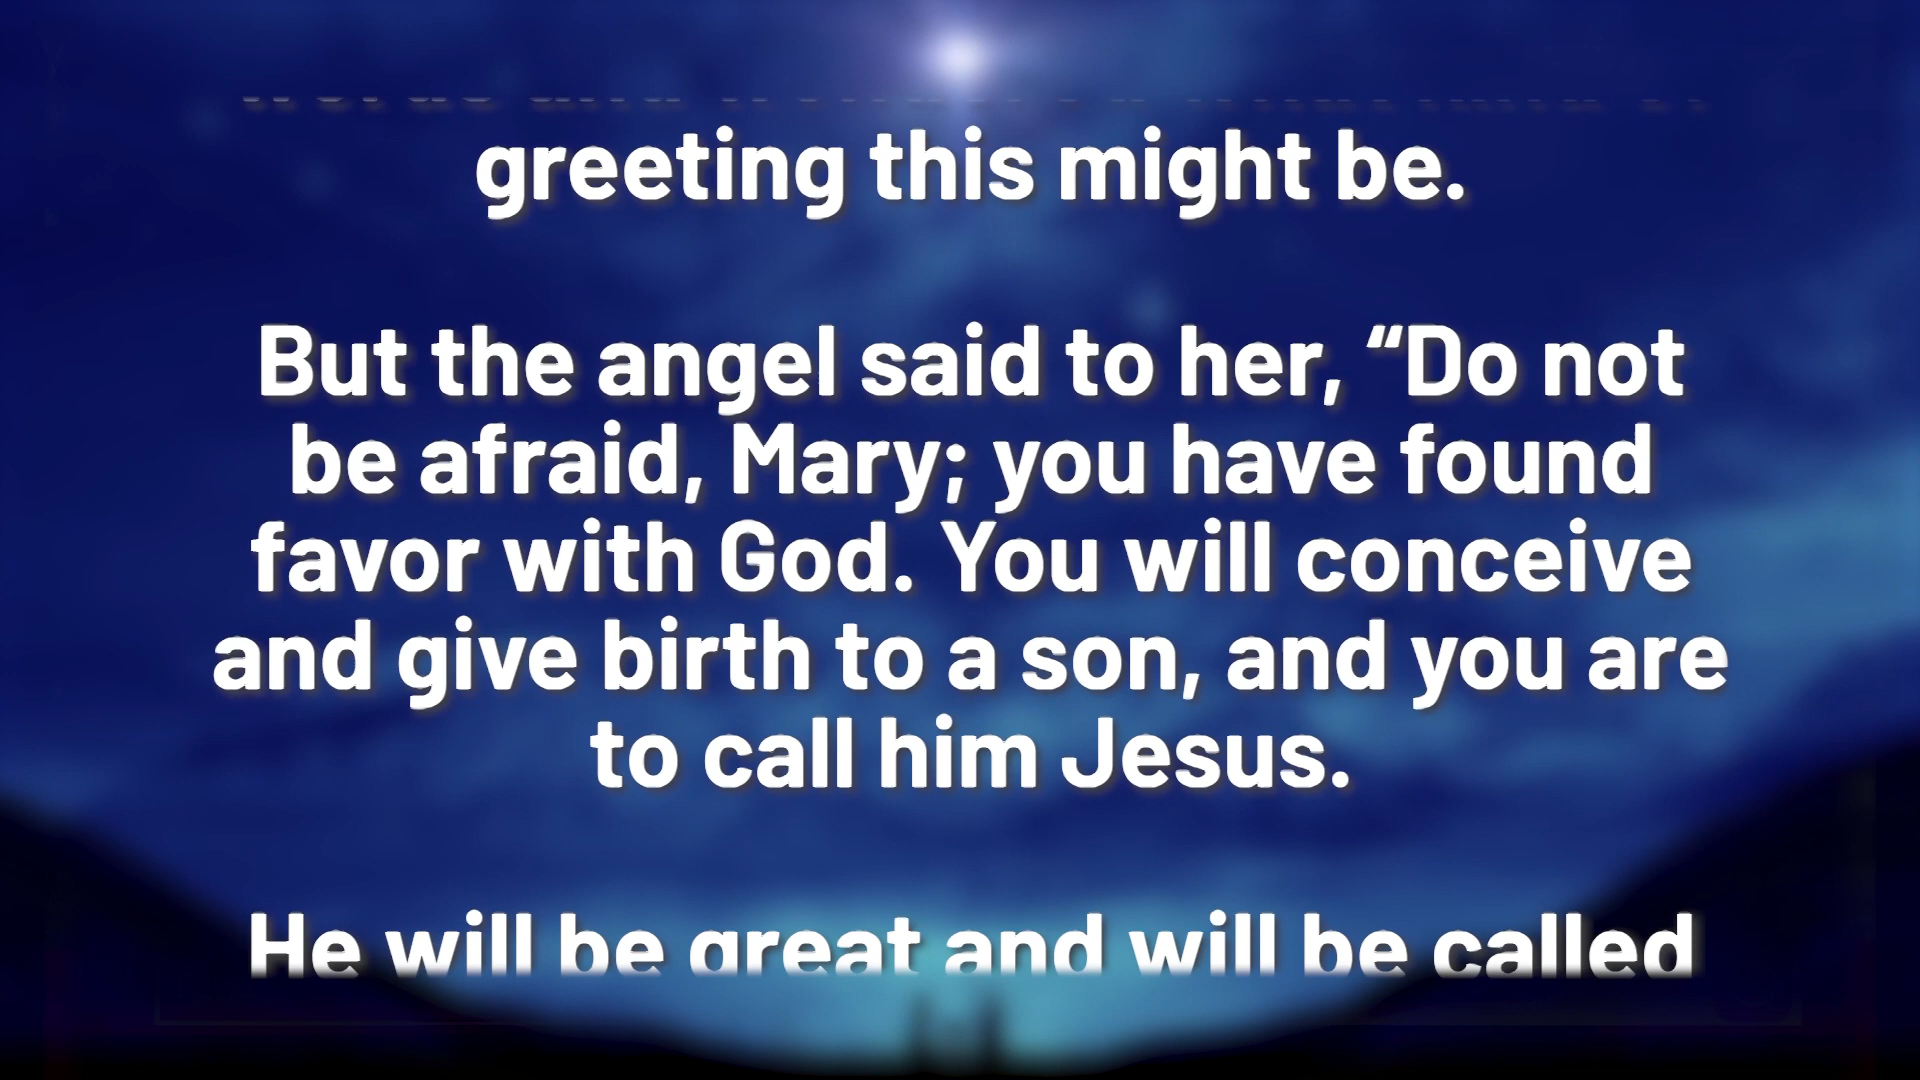 greeting this might be.
But the angel said to her, “Do not
be afraid, Mary; you have found
favor with God. You will conceive
and give birth to a son, and you are
to call him Jesus.
He will be great and will be called